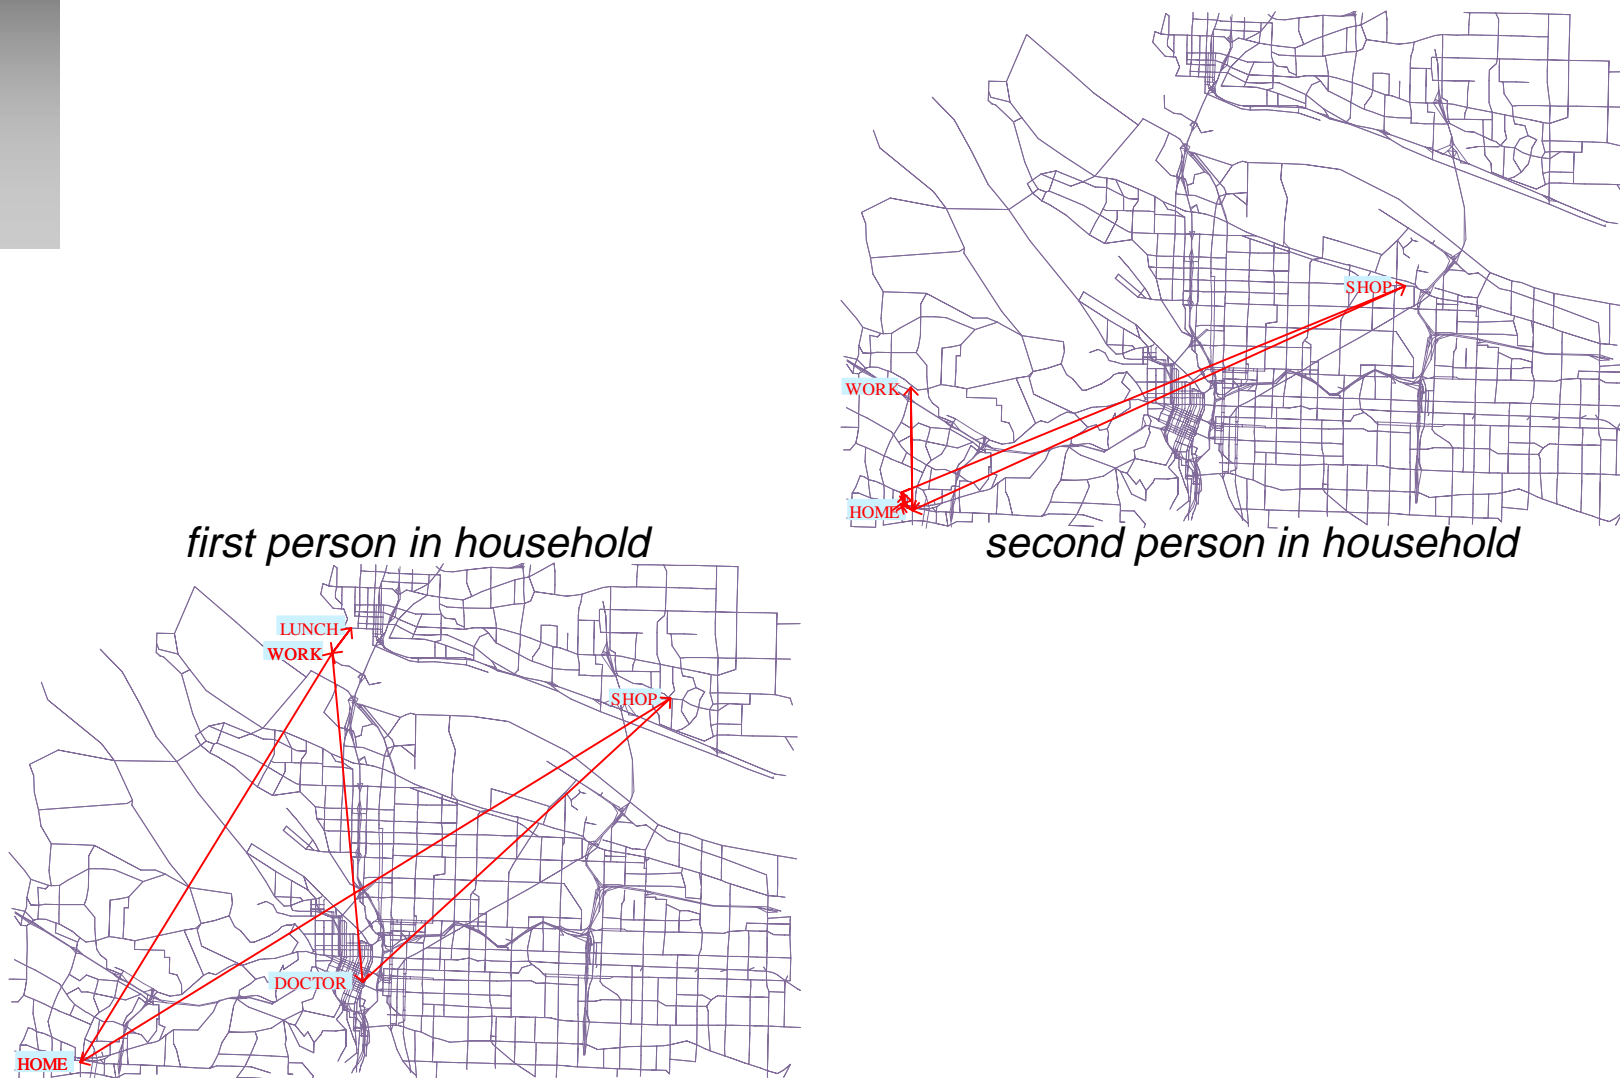 SHOP
WORK
HOME
first person in household
second person in household
LUNCH
WORK
SHOP
DOCTOR
HOME